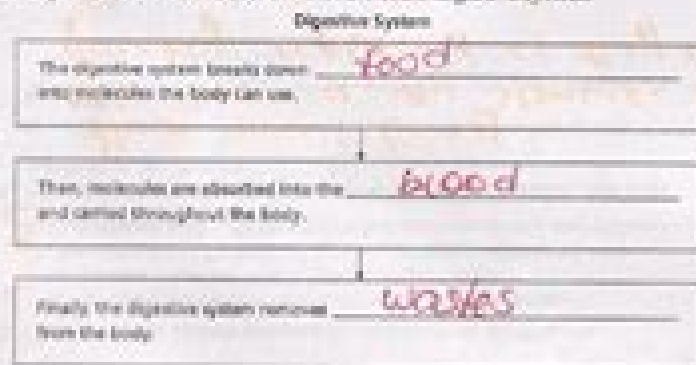 Digestive System
The digestive system breaks down food
into molecules the body can use.
Then, molecules are absorbed into the blood
and carried throughout the body.
Finally, the digestive system removes wastes
from the body.